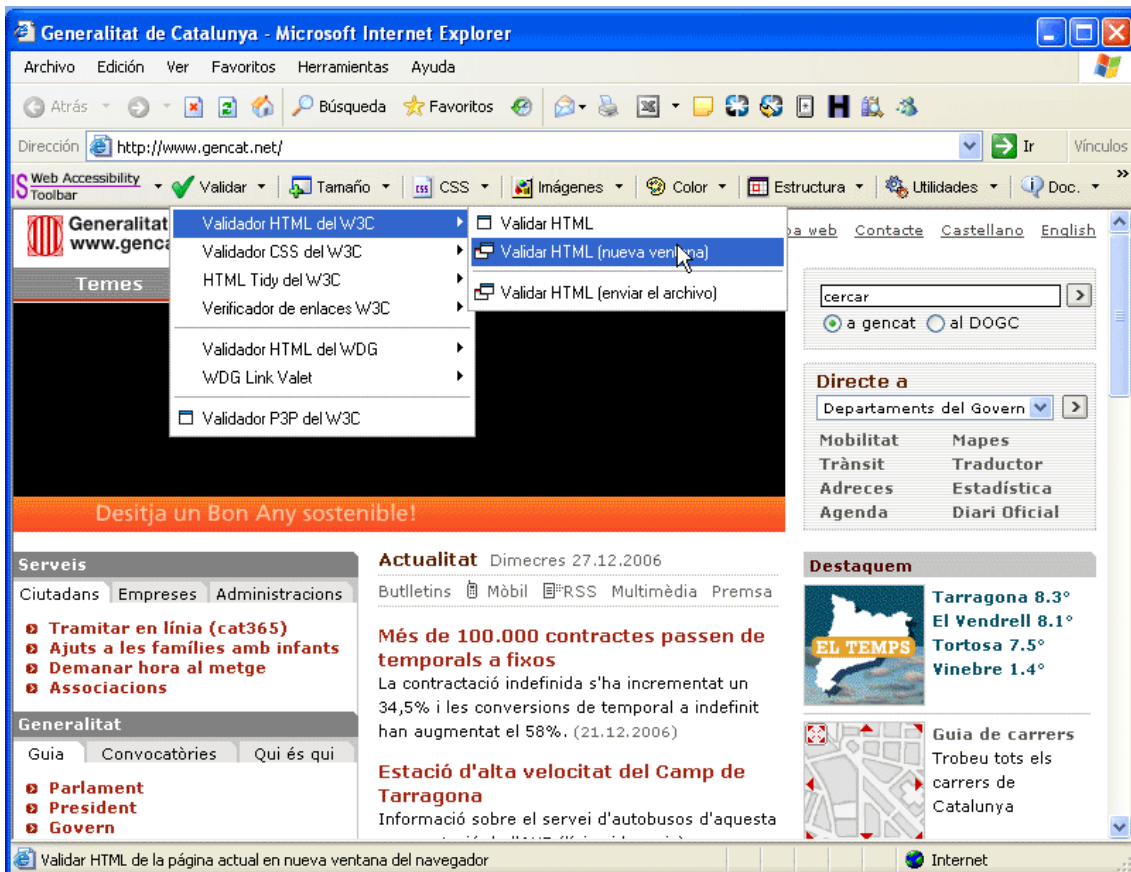 Generalitat de Catalunya - Microsoft Internet Explorer
Archivo Edición Ver Favoritos Herramientas Ayuda
Atrás Búsqueda Favoritos
Dirección http://www.gencat.net/ Ir Vínculos
Web Accessibility Toolbar Validar Tamaño CSS Imágenes Color Estructura Utilidades Doc. »
Generalitat
www.genca
Validador HTML del W3C
Validador CSS del W3C
HTML Tidy del W3C
Verificador de enlaces W3C
Validador HTML del WDG
WDG Link Valet
Validador P3P del W3C
Validar HTML
Validar HTML (nueva ventana)
Validar HTML (enviar el archivo)
web Contacte Castellano English
Temes
cercar
a gencat al DOGC
Directe a
Departaments del Govern
Mobilitat Mapes
Trànsit Traductor
Adreces Estadística
Agenda Diari Oficial
Desitja un Bon Any sostenible!
Serveis
Ciutadans Empreses Administracions
Tramitar en línia (cat365)
Ajuts a les famílies amb infants
Demanar hora al metge
Associacions
Generalitat
Guia Convocatòries Qui és qui
Parlament
President
Govern
Actualitat Dimecres 27.12.2006
Butlletins Mòbil RSS Multimèdia Premsa
Més de 100.000 contractes passen de
temporals a fixos
La contractació indefinida s'ha incrementat un
34,5% i les conversions de temporal a indefinit
han augmentat el 58%. (21.12.2006)
Estació d'alta velocitat del Camp de
Tarragona
Informació sobre el servei d'autobusos d'aquesta
Destaquem
EL TEMPS
Tarragona 8.3°
El Vendrell 8.1°
Tortosa 7.5°
Vinebre 1.4°
Guia de carrers
Trobeu tots els
carrers de
Catalunya
Validar HTML de la página actual en nueva ventana del navegador
Internet